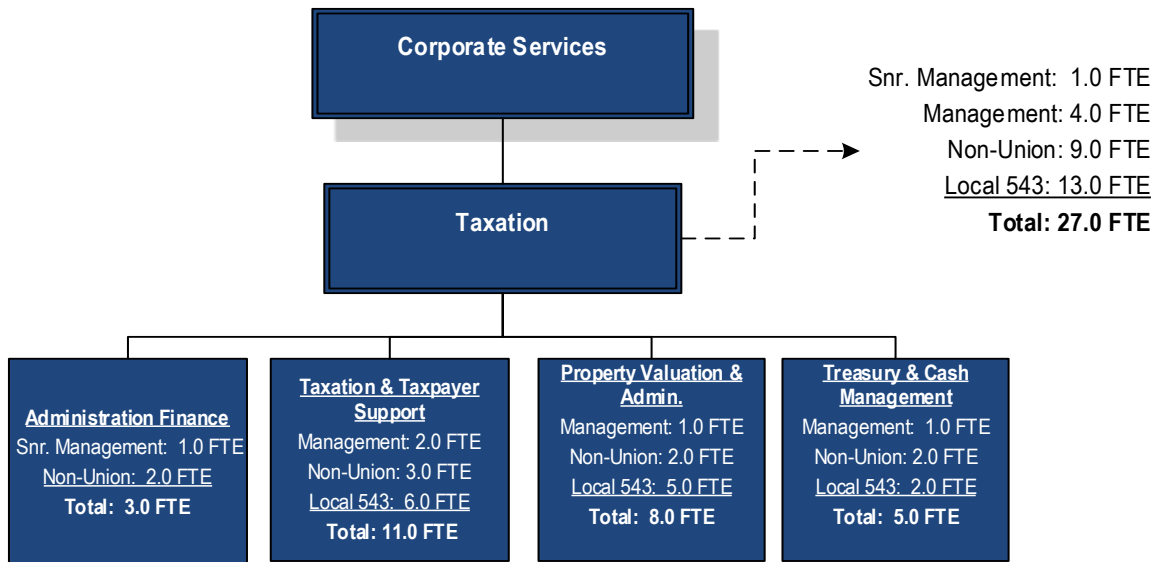 Corporate Services
Snr. Management: 1.0 FTE
Management: 4.0 FTE
Non-Union: 9.0 FTE
Local 543: 13.0 FTE
Total: 27.0 FTE
Taxation
Administration Finance
Snr. Management: 1.0 FTE
Non-Union: 2.0 FTE
Total: 3.0 FTE
Taxation & Taxpayer
Support
Management: 2.0 FTE
Non-Union: 3.0 FTE
Local 543: 6.0 FTE
Total: 11.0 FTE
Property Valuation &
Admin.
Management: 1.0 FTE
Non-Union: 2.0 FTE
Local 543: 5.0 FTE
Total: 8.0 FTE
Treasury & Cash
Management
Management: 1.0 FTE
Non-Union: 2.0 FTE
Local 543: 2.0 FTE
Total: 5.0 FTE